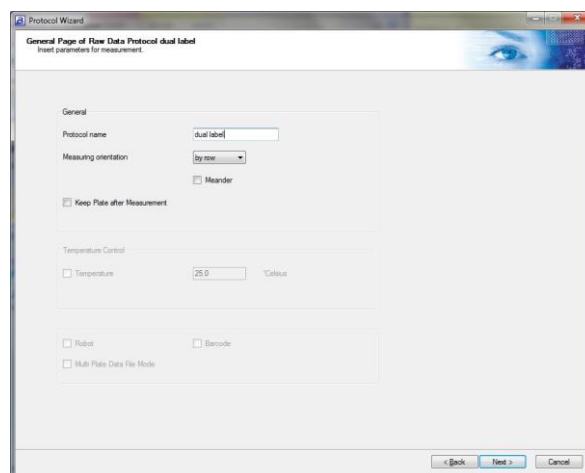 Protocol Wizard
General Page of Raw Data Protocol dual label
Insert parameters for measurement.
General
Protocol name dual label
Measuring orientation by row
Meander
Keep Plate after Measurement
Temperature Control
Temperature 25.0 °Celsius
Robot Barcode
Multi Plate Data File Mode
< Back Next > Cancel